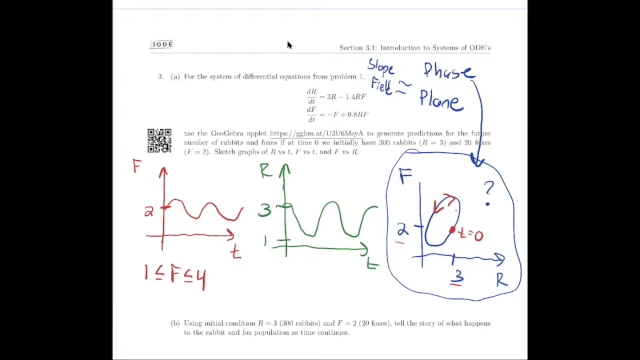 IODE
Section 3.1: Introduction to Systems of ODE's
3. (a) For the system of differential equations from problem 1,
dR/dt = 3R − 1.4RF
dF/dt = −F + 0.8RF
Slope Field ≈ Phase Plane
use the GeoGebra applet https://ggbm.at/U3U6MsyA to generate predictions for the future
number of rabbits and foxes if at time 0 we initially have 300 rabbits (R = 3) and 20 foxes
(F = 2). Sketch graphs of R vs t, F vs t, and F vs R.
F
2
t
1 ≤ F ≤ 4
R
3
1
t
F
?
2
t=0
3
R
(b) Using initial condition R = 3 (300 rabbits) and F = 2 (20 foxes), tell the story of what happens
to the rabbit and fox population as time continues.